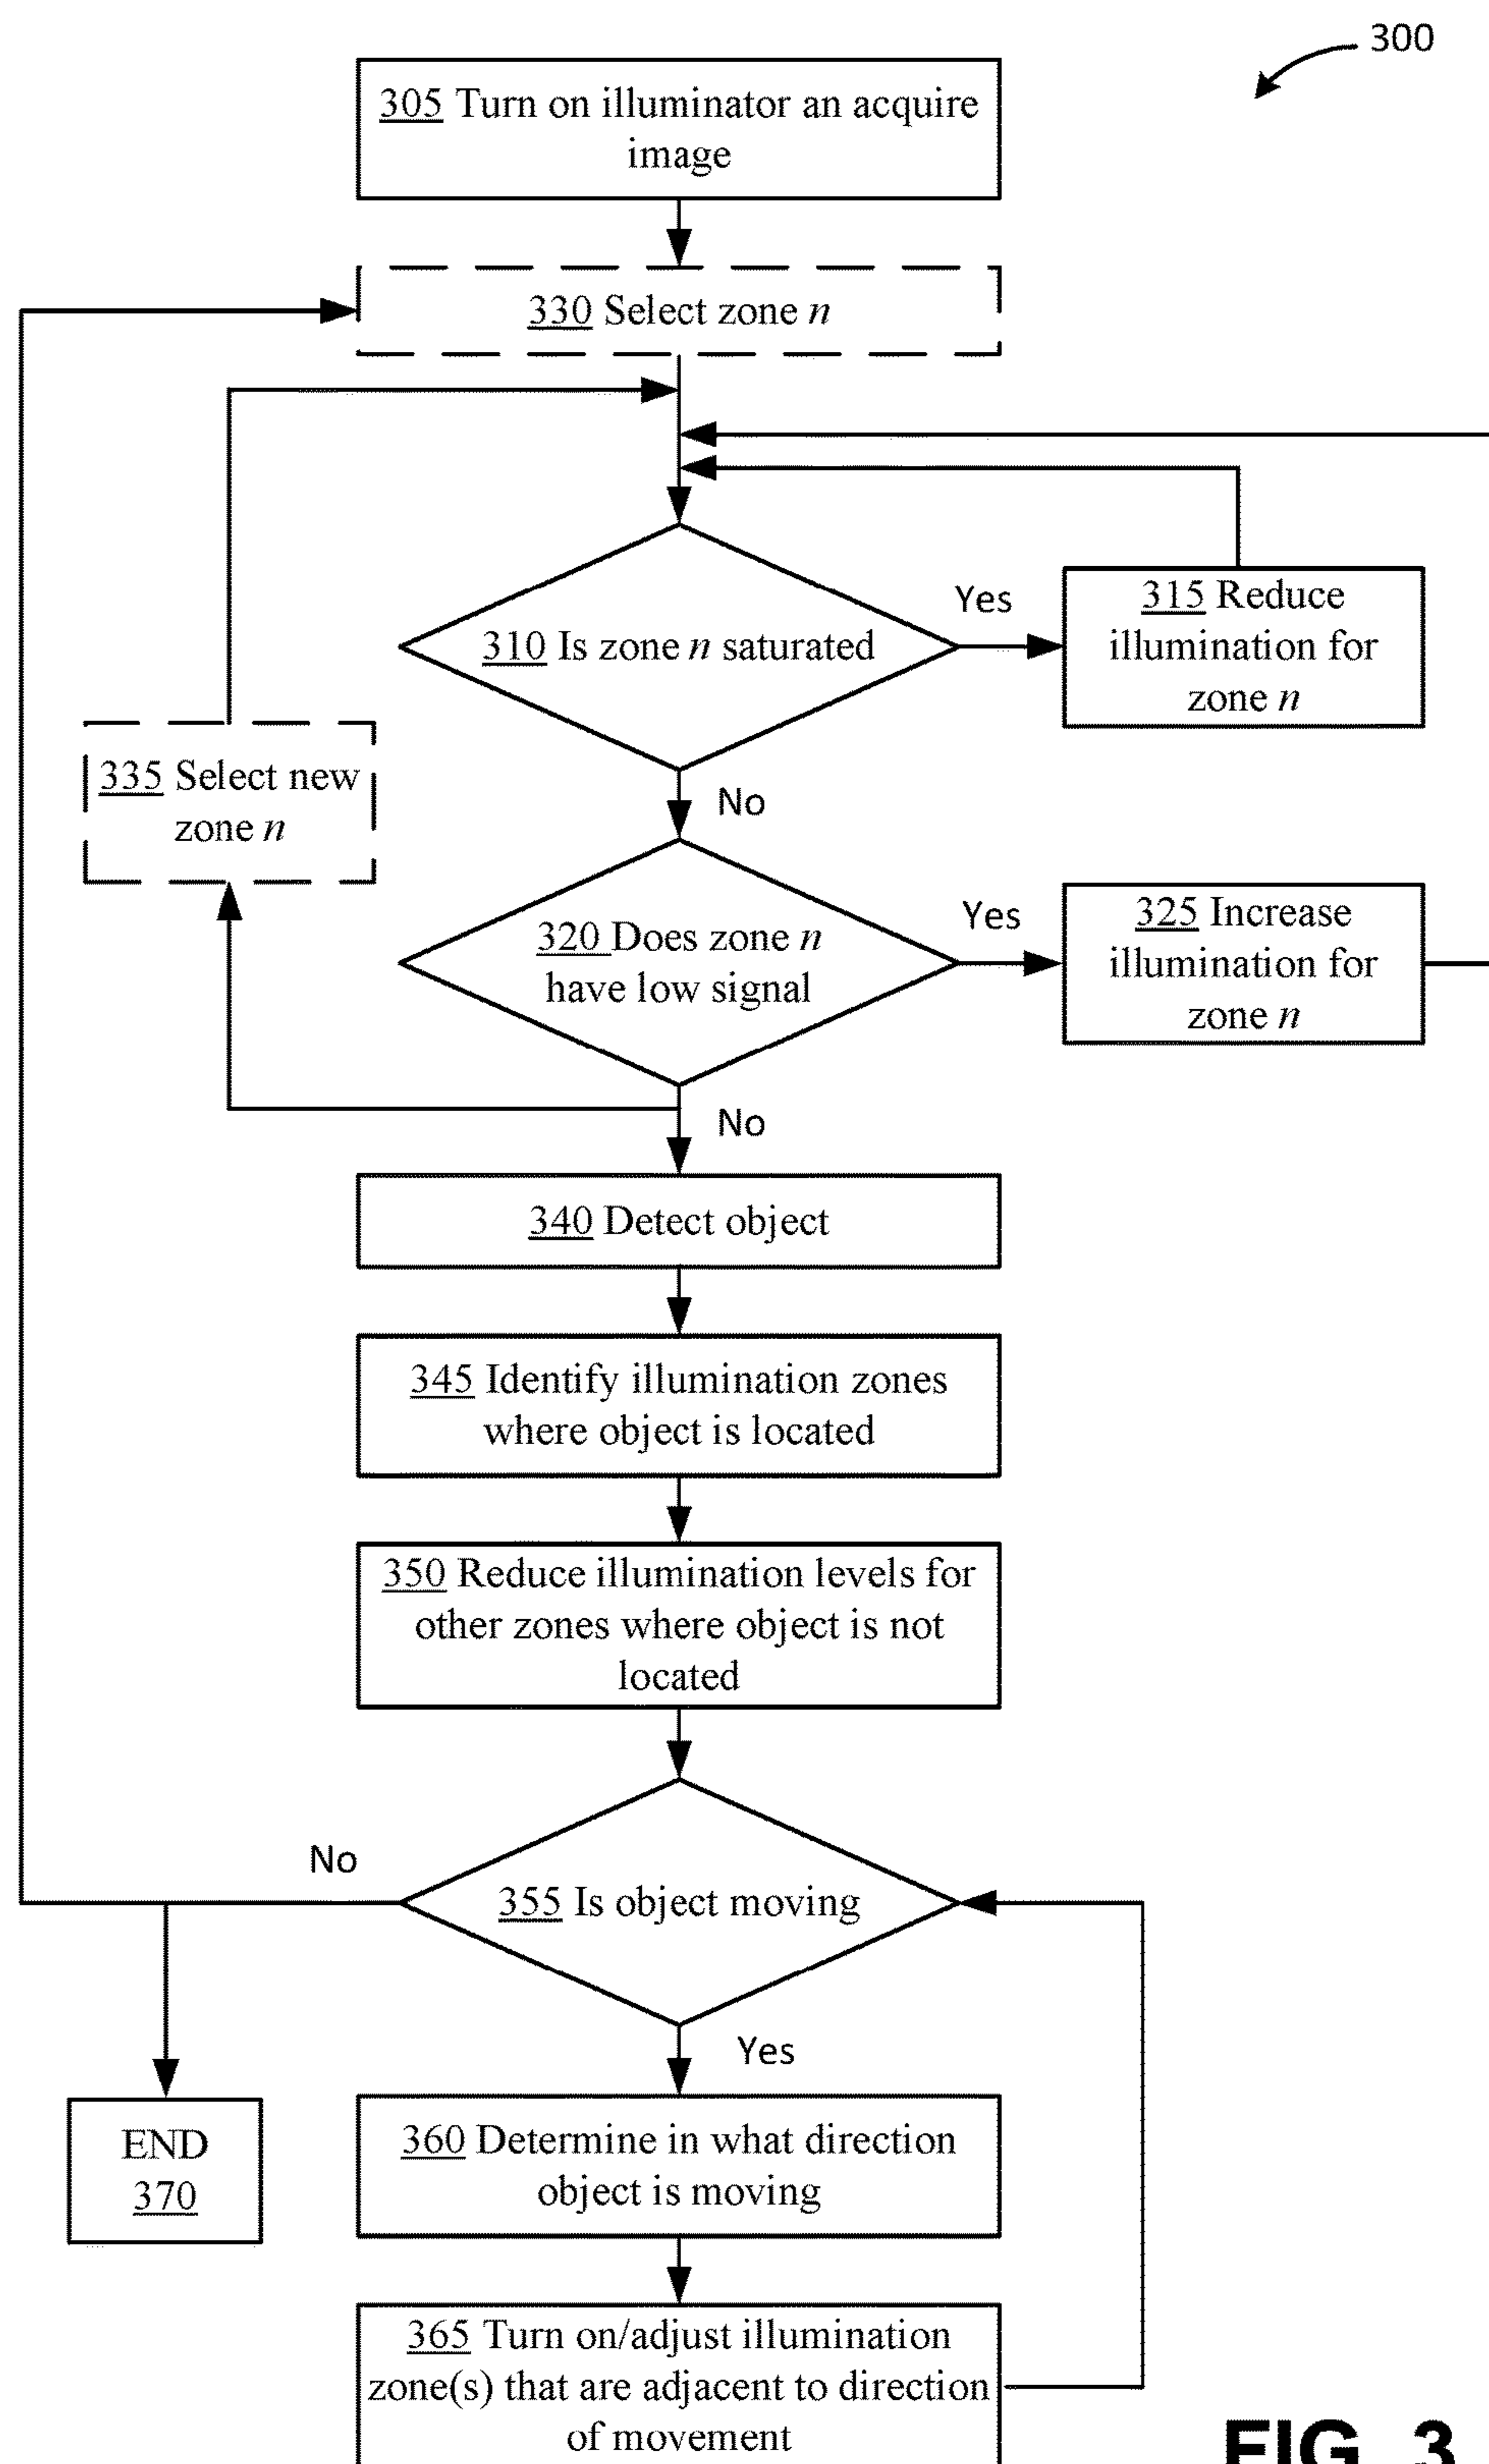 300
305 Turn on illuminator an acquire
image
330 Select zone n
310 Is zone n saturated
Yes
315 Reduce
illumination for
zone n
No
335 Select new
zone n
320 Does zone n
have low signal
Yes
325 Increase
illumination for
zone n
No
340 Detect object
345 Identify illumination zones
where object is located
350 Reduce illumination levels for
other zones where object is not
located
No
355 Is object moving
Yes
END
370
360 Determine in what direction
object is moving
365 Turn on/adjust illumination
zone(s) that are adjacent to direction
of movement
FIG. 3